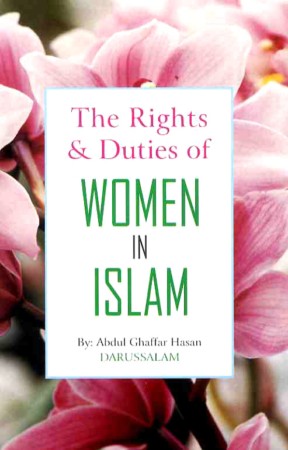 The Rights
& Duties of
WOMEN
IN
ISLAM
By: Abdul Ghaffar Hasan
DARUSSALAM